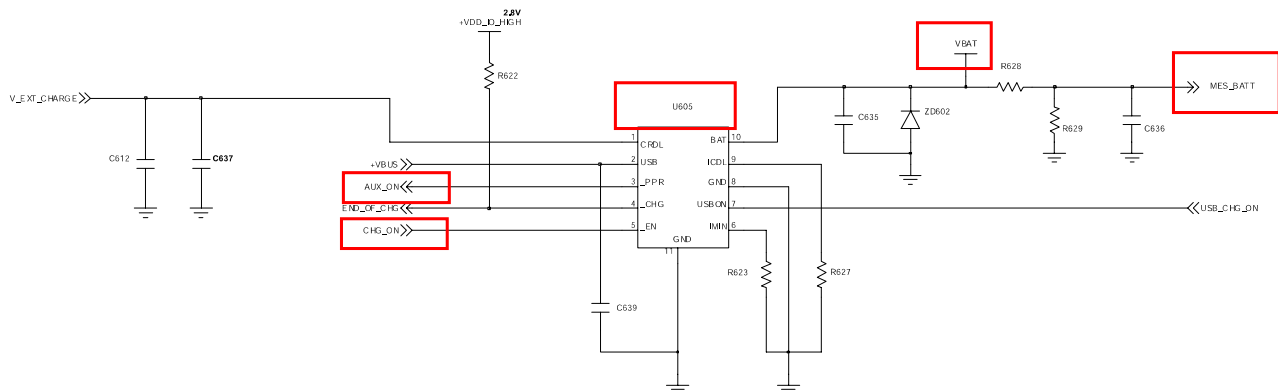 2.8V
+VDD_IO_HIGH
R622
V_EXT_CHARGE
C612
C637
+VBUS
AUX_ON
END_OF_CHG
CHG_ON
U605
1
CRDL
2
USB
3
_PPR
4
_CHG
5
_EN
BAT
10
ICDL
9
GND
8
USBON
7
IMIN
6
GND
11
C639
R623
R627
VBAT
R628
C635
ZD602
R629
C636
MES_BATT
USB_CHG_ON